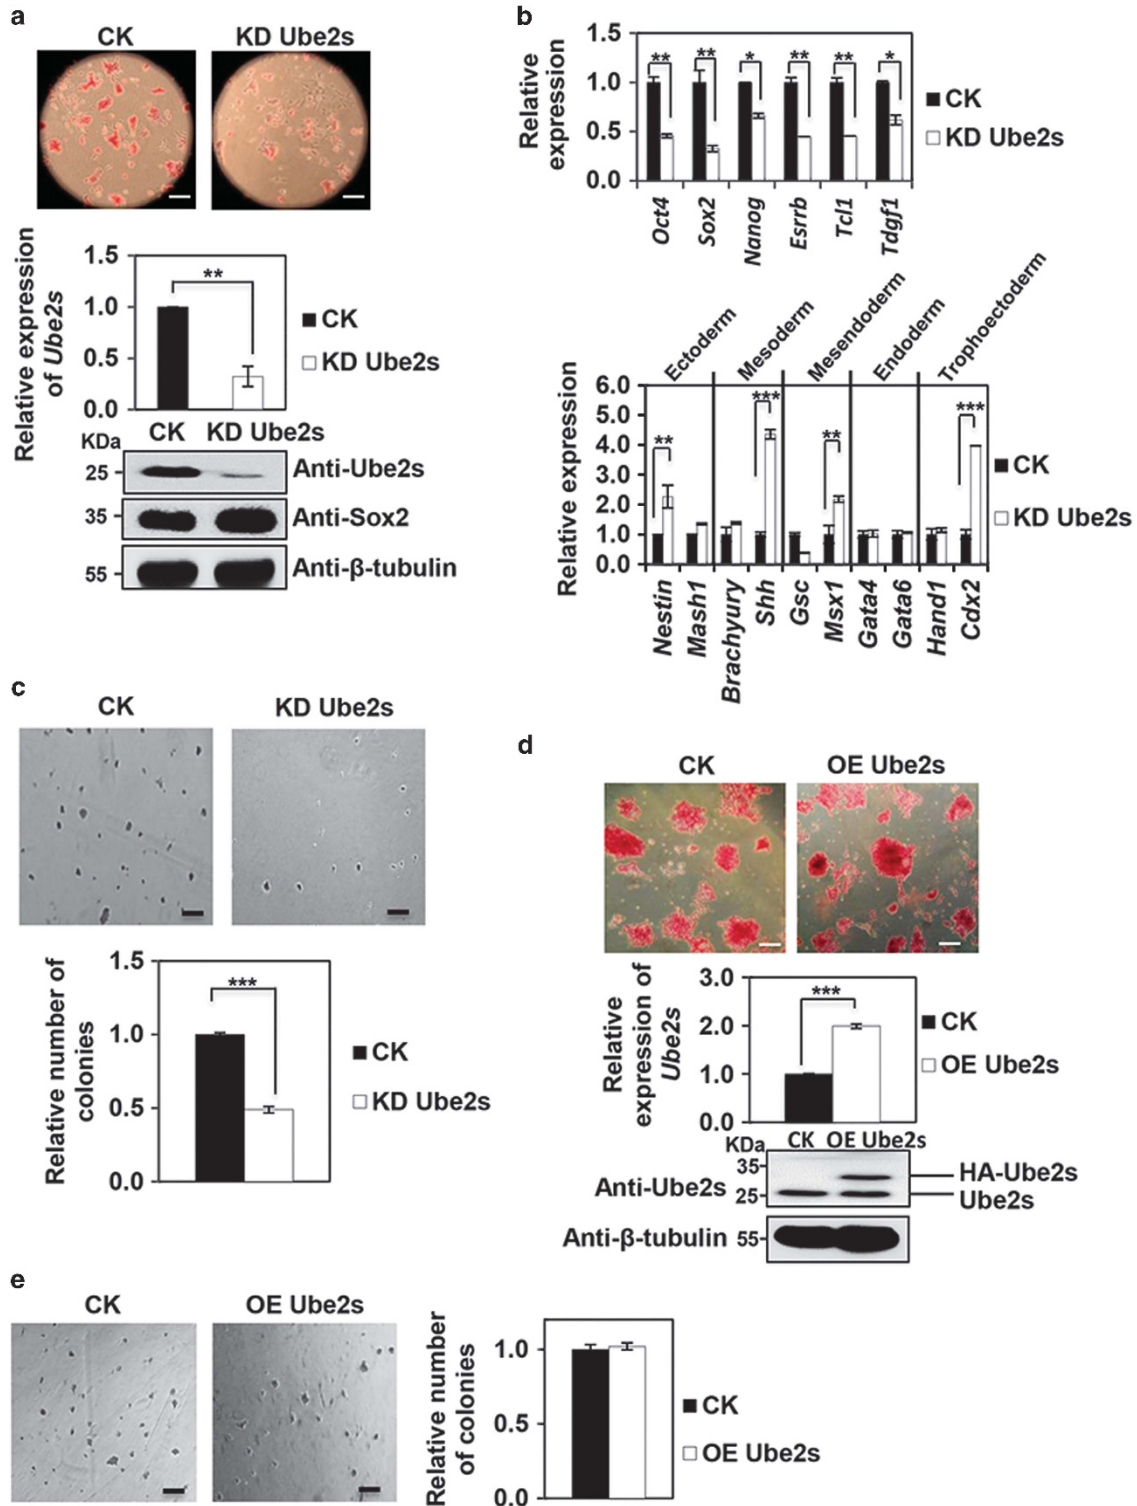 a
CK
KD Ube2s
Relative expression
of Ube2s
1.5
1.0
0.5
0.0
**
CK
KD Ube2s
KDa
CK
KD Ube2s
25
Anti-Ube2s
35
Anti-Sox2
55
Anti-β-tubulin
b
Relative
expression
1.5
1.0
0.5
0.0
**
**
*
**
**
*
CK
KD Ube2s
Oct4
Sox2
Nanog
Esrrb
Tcl1
Tdgf1
Ectoderm
Mesoderm
Mesendoderm
Endoderm
Trophoectoderm
Relative expression
6.0
5.0
4.0
3.0
2.0
1.0
0.0
**
***
**
***
CK
KD Ube2s
Nestin
Mash1
Brachyury
Shh
Gsc
Msx1
Gata4
Gata6
Hand1
Cdx2
c
CK
KD Ube2s
Relative number of
colonies
1.5
1.0
0.5
0.0
***
CK
KD Ube2s
d
CK
OE Ube2s
Relative
expression of
Ube2s
3.0
2.0
1.0
0.0
***
CK
OE Ube2s
KDa
CK
OE Ube2s
Anti-Ube2s
35
25
HA-Ube2s
Ube2s
Anti-β-tubulin
55
e
CK
OE Ube2s
Relative number
of colonies
1.0
0.5
0.0
CK
OE Ube2s